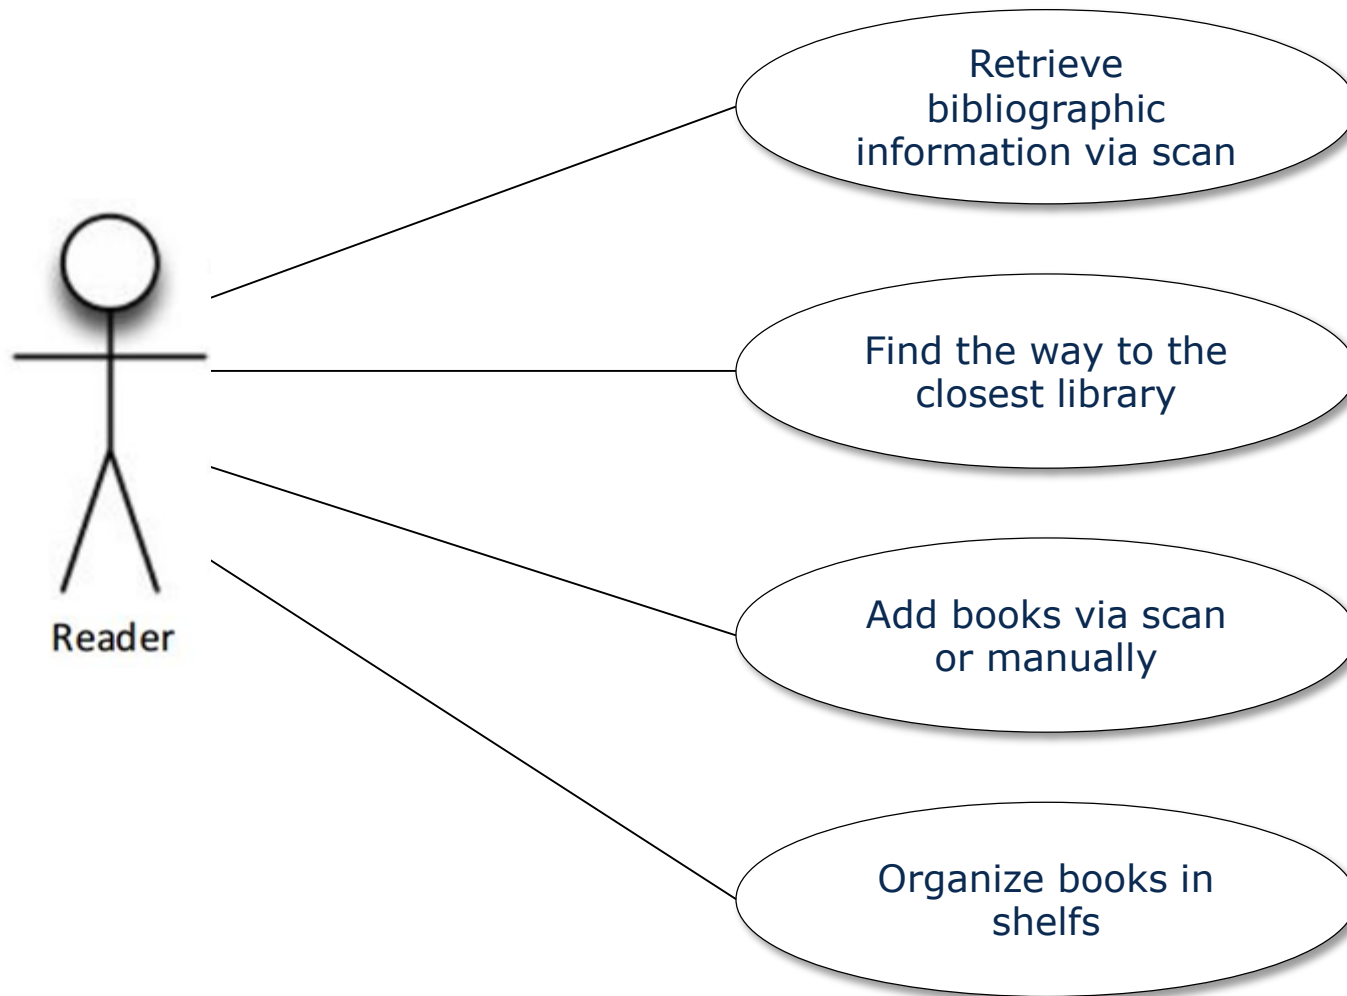 Retrieve
bibliographic
information via scan
Find the way to the
closest library
Reader
Add books via scan
or manually
Organize books in
shelfs